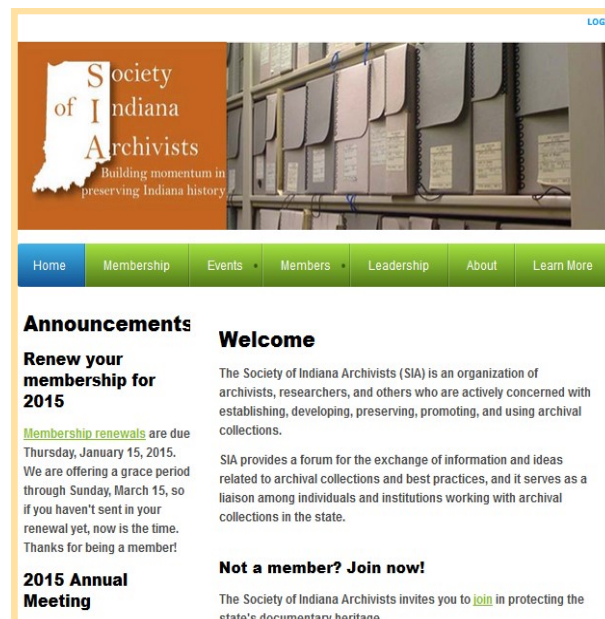 LOG
Society
of Indiana
Archivists
Building momentum in
preserving Indiana history
Home Membership Events Members Leadership About Learn More
Announcements
Renew your
membership for
2015
Membership renewals are due
Thursday, January 15, 2015.
We are offering a grace period
through Sunday, March 15, so
if you haven't sent in your
renewal yet, now is the time.
Thanks for being a member!
2015 Annual
Meeting
Welcome
The Society of Indiana Archivists (SIA) is an organization of
archivists, researchers, and others who are actively concerned with
establishing, developing, preserving, promoting, and using archival
collections.
SIA provides a forum for the exchange of information and ideas
related to archival collections and best practices, and it serves as a
liaison among individuals and institutions working with archival
collections in the state.
Not a member? Join now!
The Society of Indiana Archivists invites you to join in protecting the
state's documentary heritage.